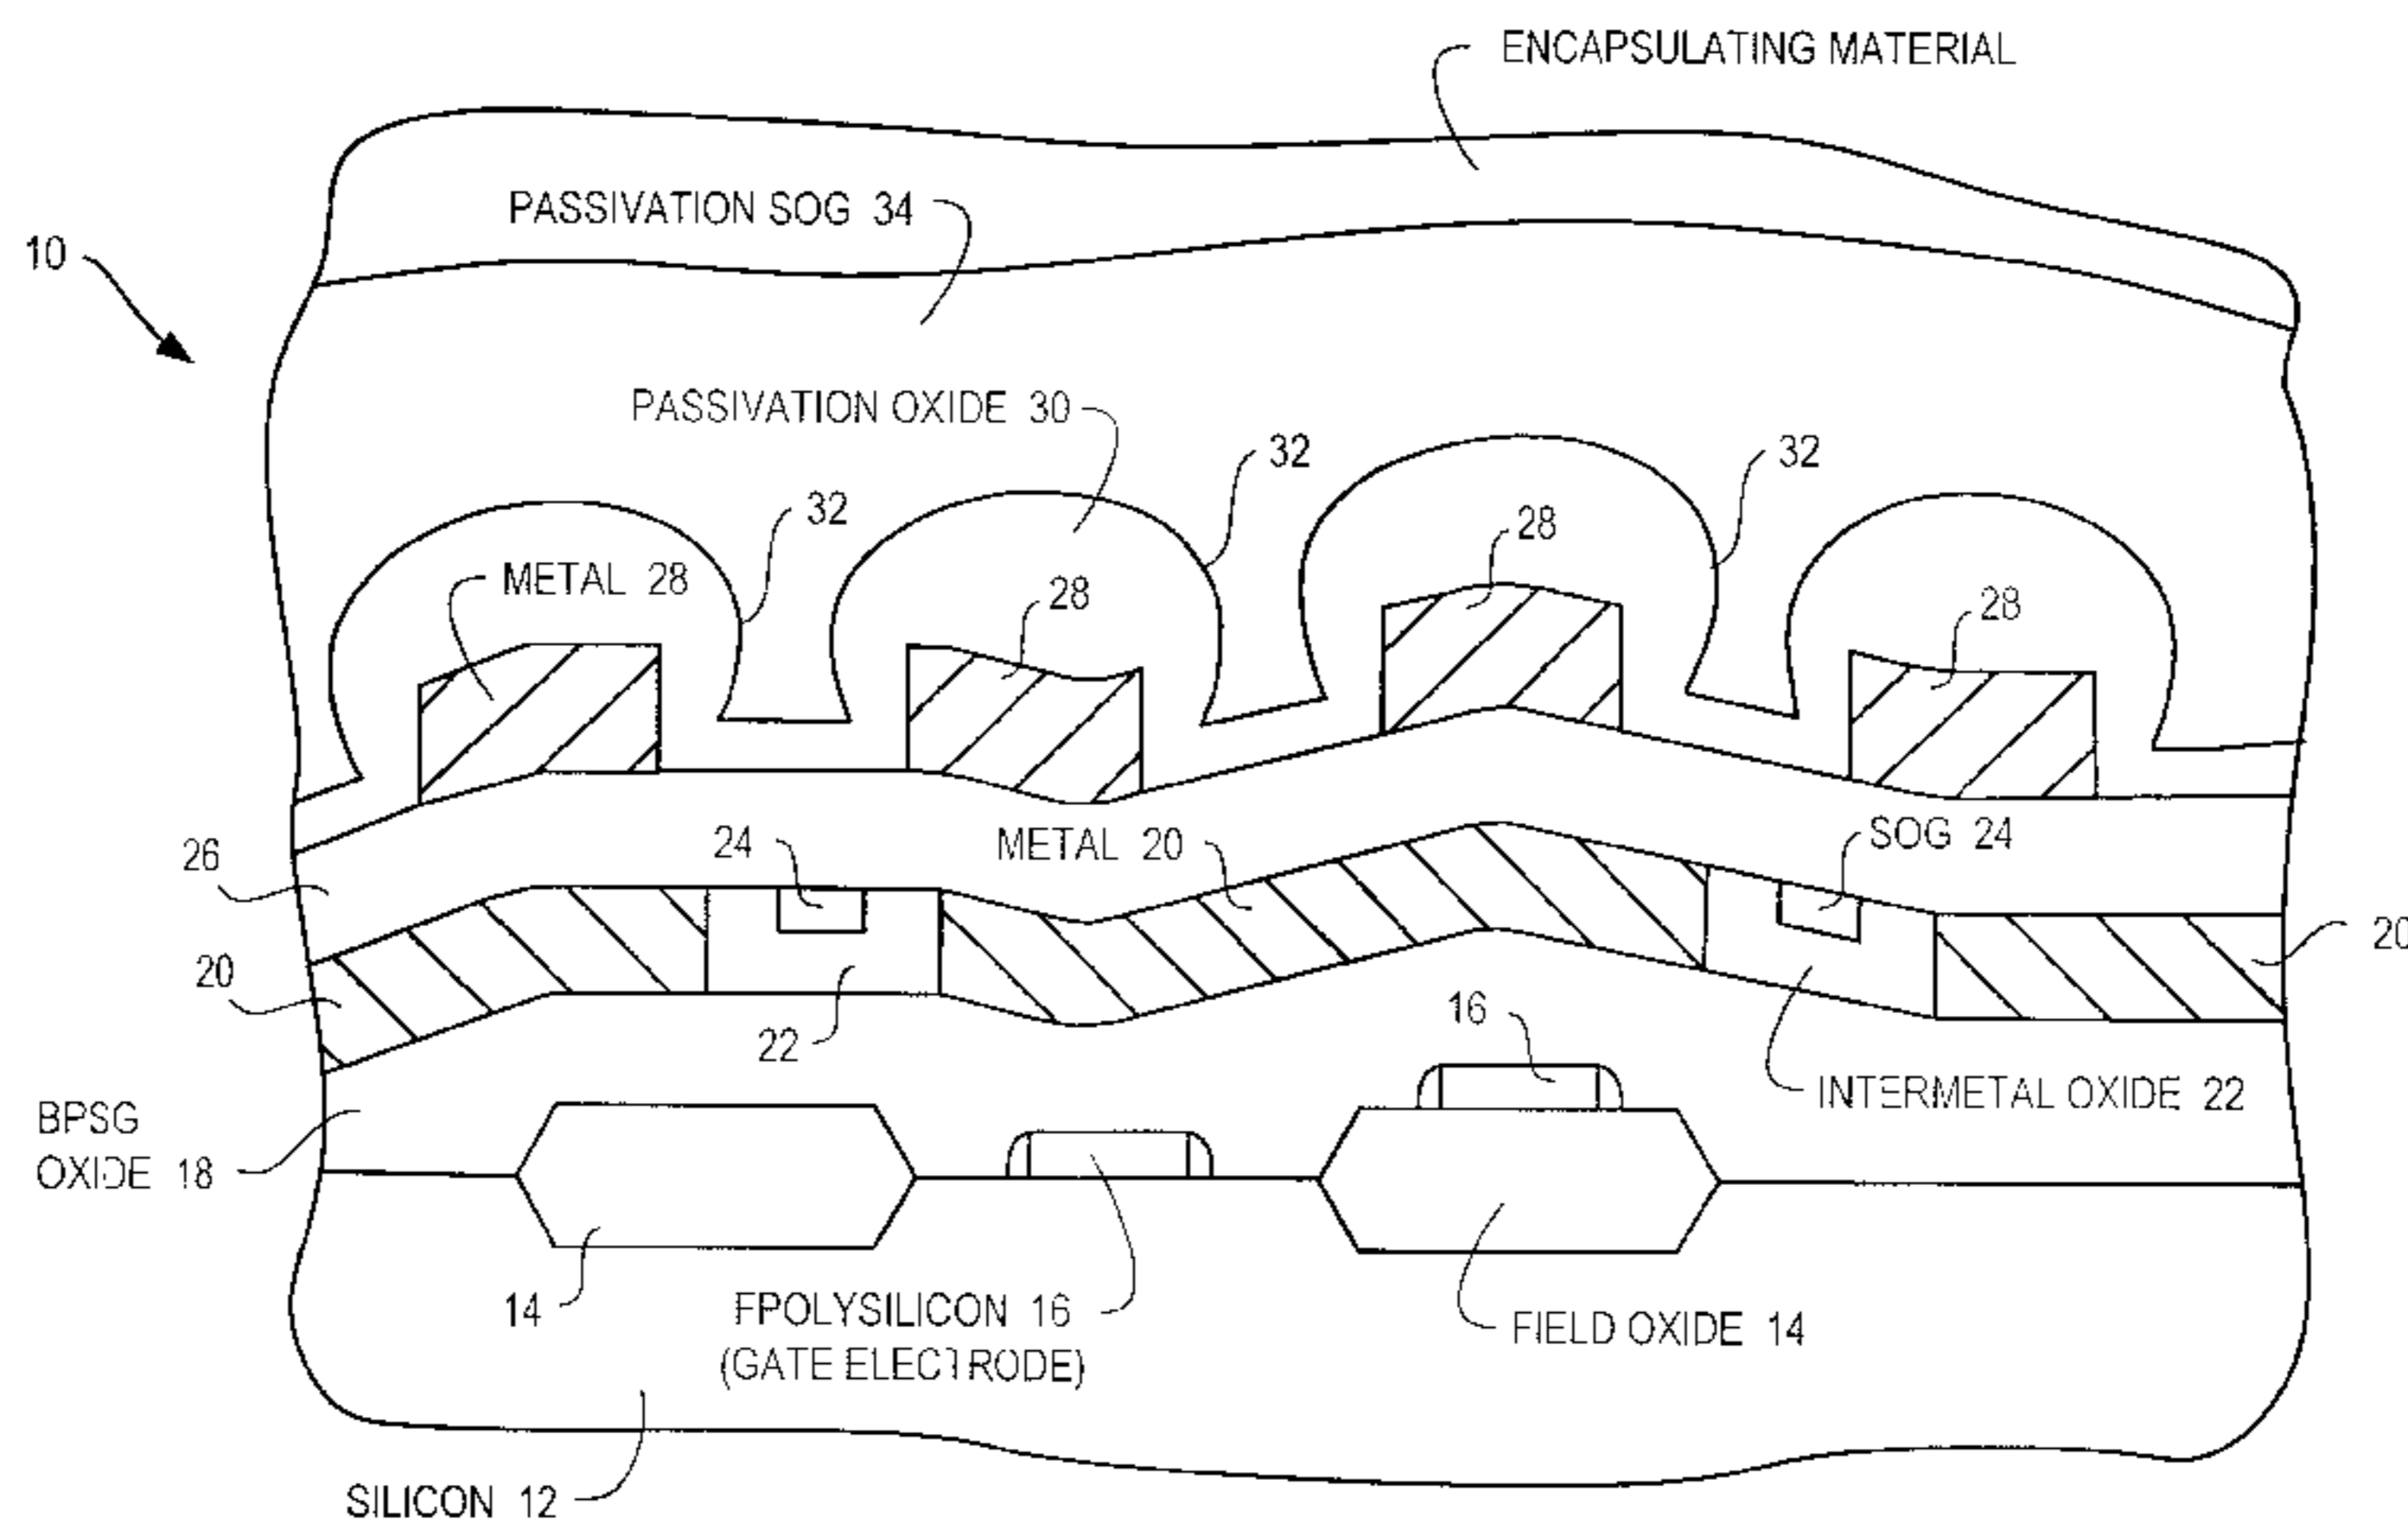 ENCAPSULATING MATERIAL
PASSIVATION SOG 34
10
PASSIVATION OXIDE 30
32
32
32
28
METAL 28
28
28
26
24
METAL 20
SOG 24
20
20
22
16
INTERMETAL OXIDE 22
BPSG
OXIDE 18
14
FPOLYSILICON 16
(GATE ELECTRODE)
FIELD OXIDE 14
SILICON 12